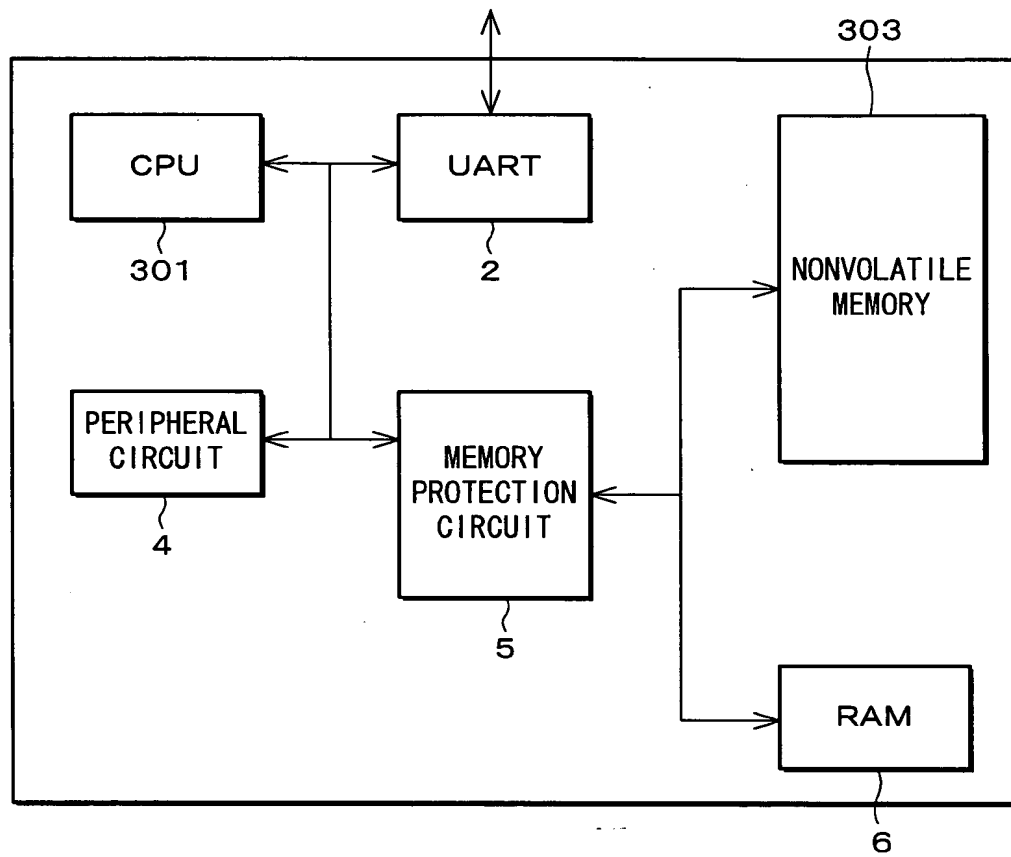 303
CPU
UART
301
2
NONVOLATILE
MEMORY
PERIPHERAL
CIRCUIT
4
MEMORY
PROTECTION
CIRCUIT
5
RAM
6